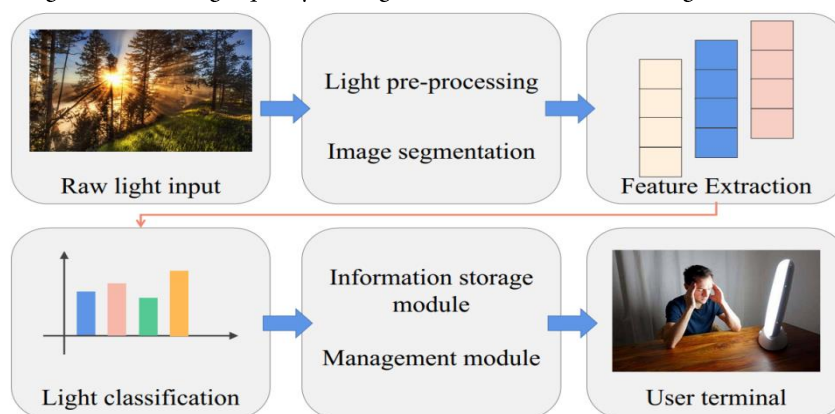 Raw light input
Light pre-processing
Image segmentation
Feature Extraction
Light classification
Information storage
module
Management module
User terminal